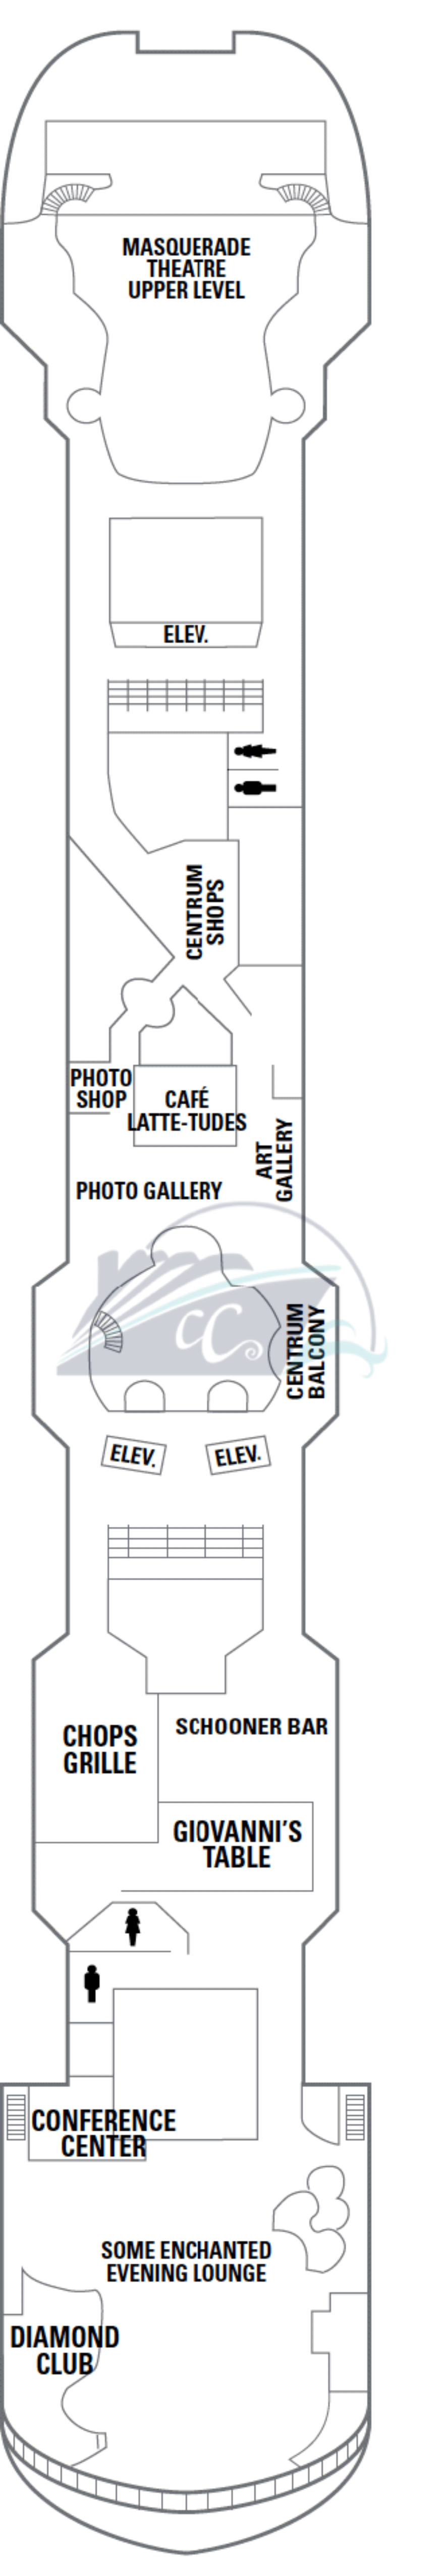 MASQUERADE
THEATRE
UPPER LEVEL
ELEV.
CENTRUM
SHOPS
PHOTO
SHOP
CAFÉ
LATTE-TUDES
ART
GALLERY
PHOTO GALLERY
CC
CENTRUM
BALCONY
ELEV.
ELEV.
CHOPS
GRILLE
SCHOONER BAR
GIOVANNI'S
TABLE
CONFERENCE
CENTER
SOME ENCHANTED
EVENING LOUNGE
DIAMOND
CLUB